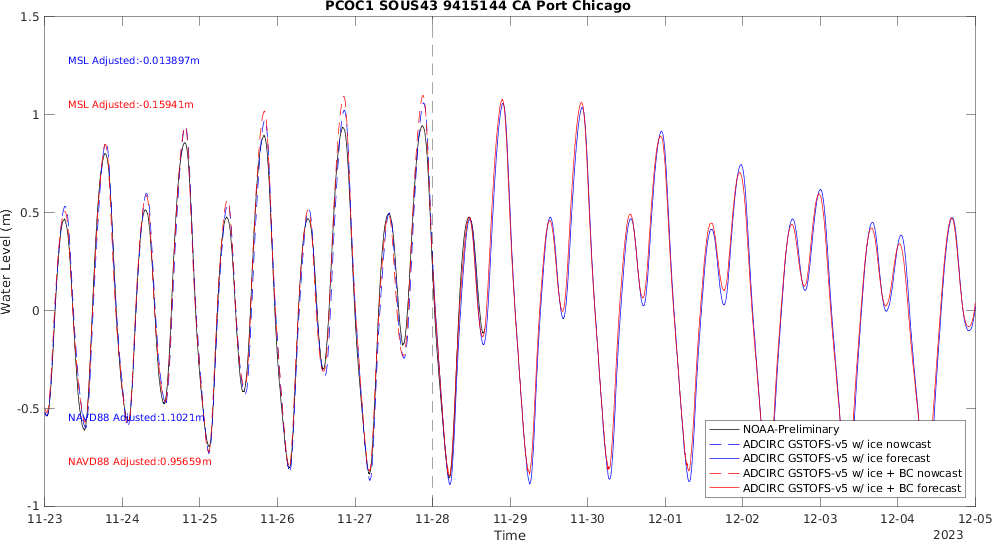 PCOC1 SOUS43 9415144 CA Port Chicago
1.5
MSL Adjusted:-0.013897m
MSL Adjusted:-0.15941m
1
0.5
Water Level (m)
0
-0.5
NAVD88 Adjusted:1.1021m
NAVD88 Adjusted:0.95659m
NOAA-Preliminary
ADCIRC GSTOFS-v5 w/ ice nowcast
ADCIRC GSTOFS-v5 w/ ice forecast
ADCIRC GSTOFS-v5 w/ ice + BC nowcast
ADCIRC GSTOFS-v5 w/ ice + BC forecast
-1
11-23 11-24 11-25 11-26 11-27 11-28 11-29 11-30 12-01 12-02 12-03 12-04 12-05
Time
2023